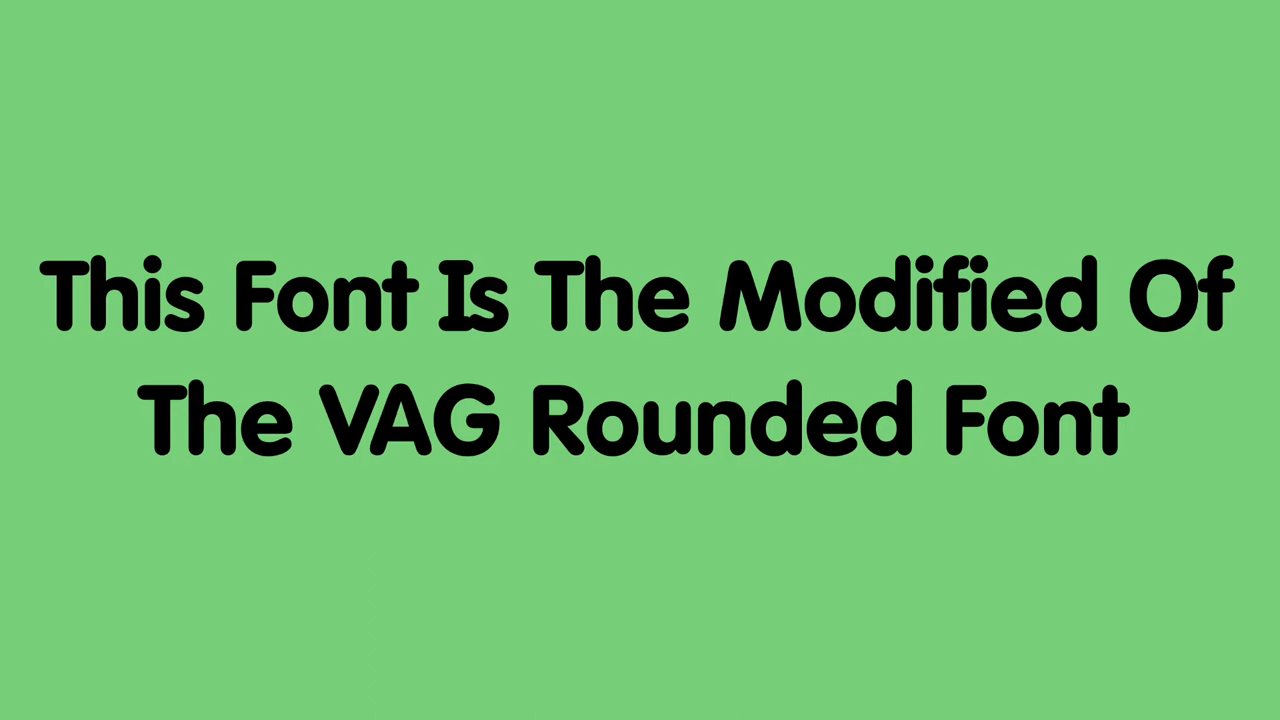 This Font Is The Modified Of
The VAG Rounded Font